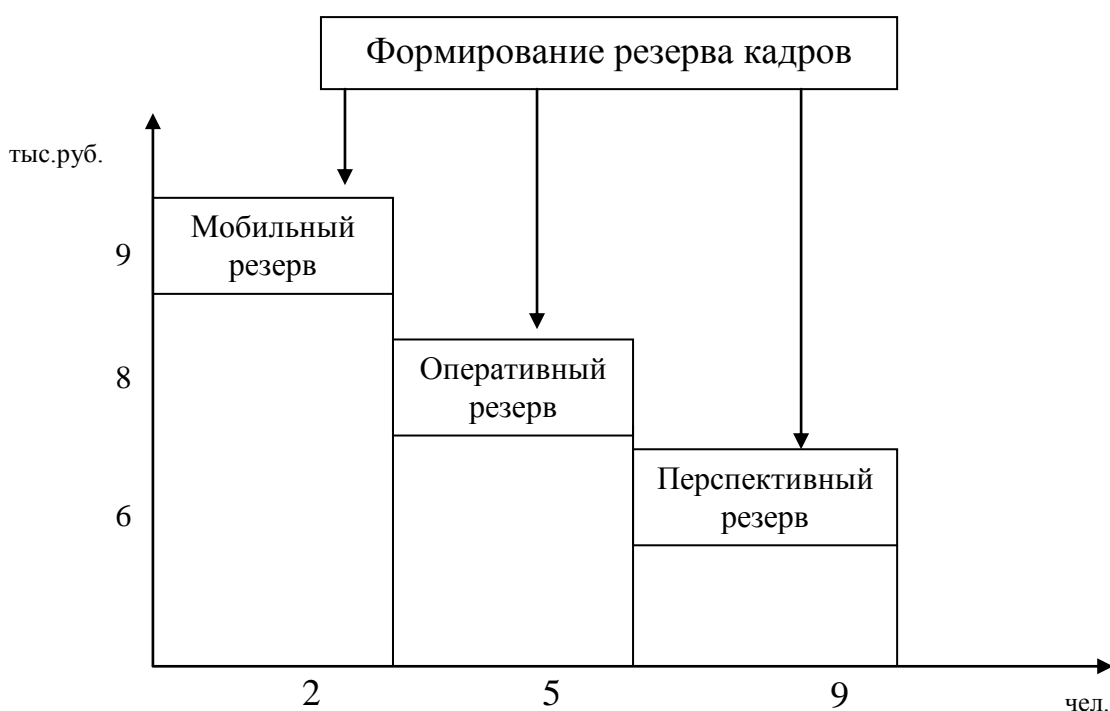 Формирование резерва кадров
тыс.руб.
Мобильный
резерв
9
Оперативный
резерв
8
Перспективный
резерв
6
2
5
9
чел.